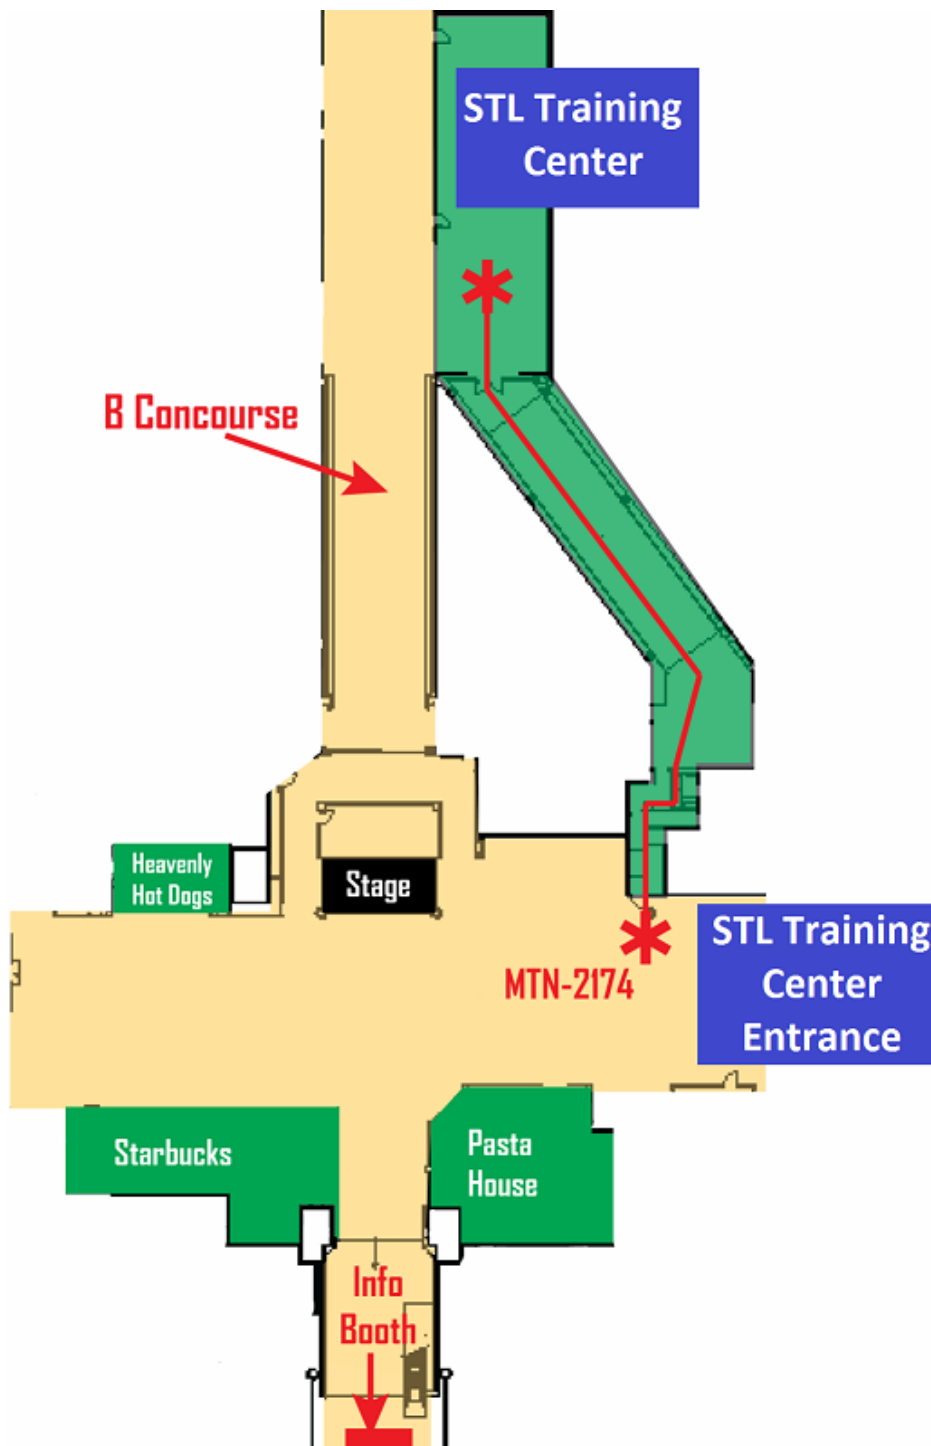 STL Training
Center
B Concourse
Heavenly
Hot Dogs
Stage
MTN-2174
STL Training
Center
Entrance
Starbucks
Pasta
House
Info
Booth